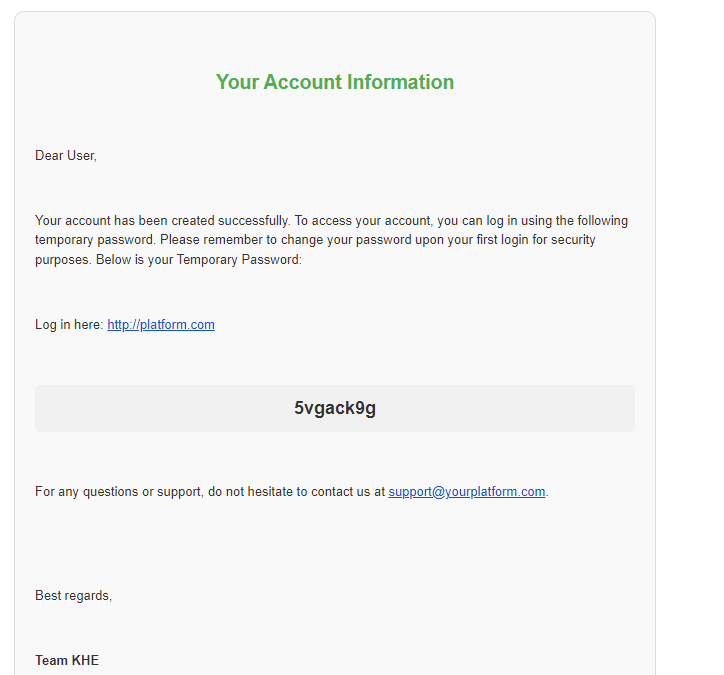 Your Account Information
Dear User,
Your account has been created successfully. To access your account, you can log in using the following
temporary password. Please remember to change your password upon your first login for security
purposes. Below is your Temporary Password:
Log in here: http://platform.com
5vgack9g
For any questions or support, do not hesitate to contact us at support@yourplatform.com.
Best regards,
Team KHE